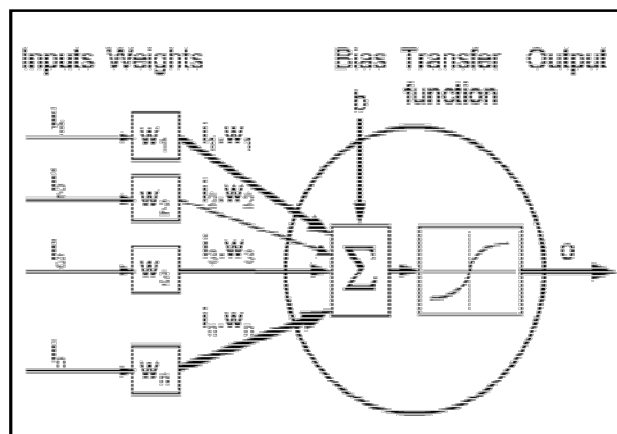 Inputs Weights Bias Transfer function Output
b
i₁ w₁ i₁.w₁
i₂ w₂ i₂.w₂
i₃ w₃ i₃.w₃
Σ o
iₙ wₙ iₙ.wₙ